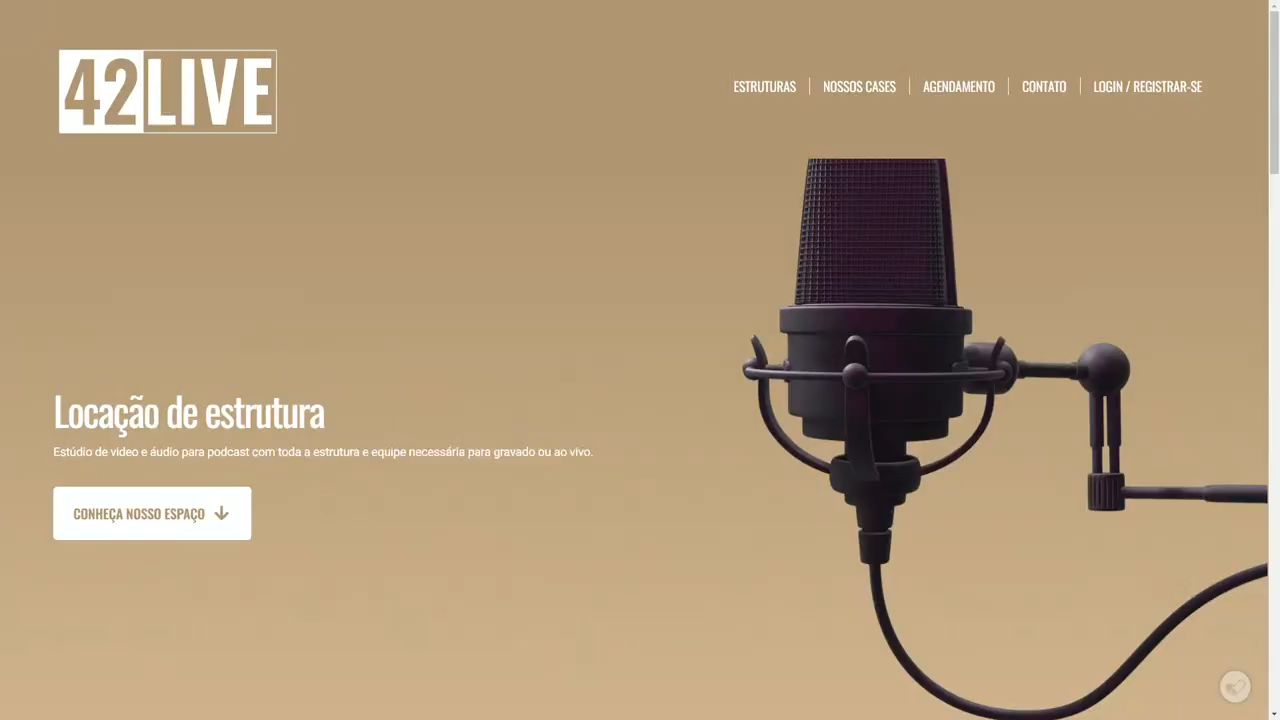 42LIVE
ESTRUTURAS
NOSSOS CASES
AGENDAMENTO
CONTATO
LOGIN / REGISTRAR-SE
Locação de estrutura
Estúdio de video e áudio para podcast com toda a estrutura e equipe necessária para gravado ou ao vivo.
CONHEÇA NOSSO ESPAÇO